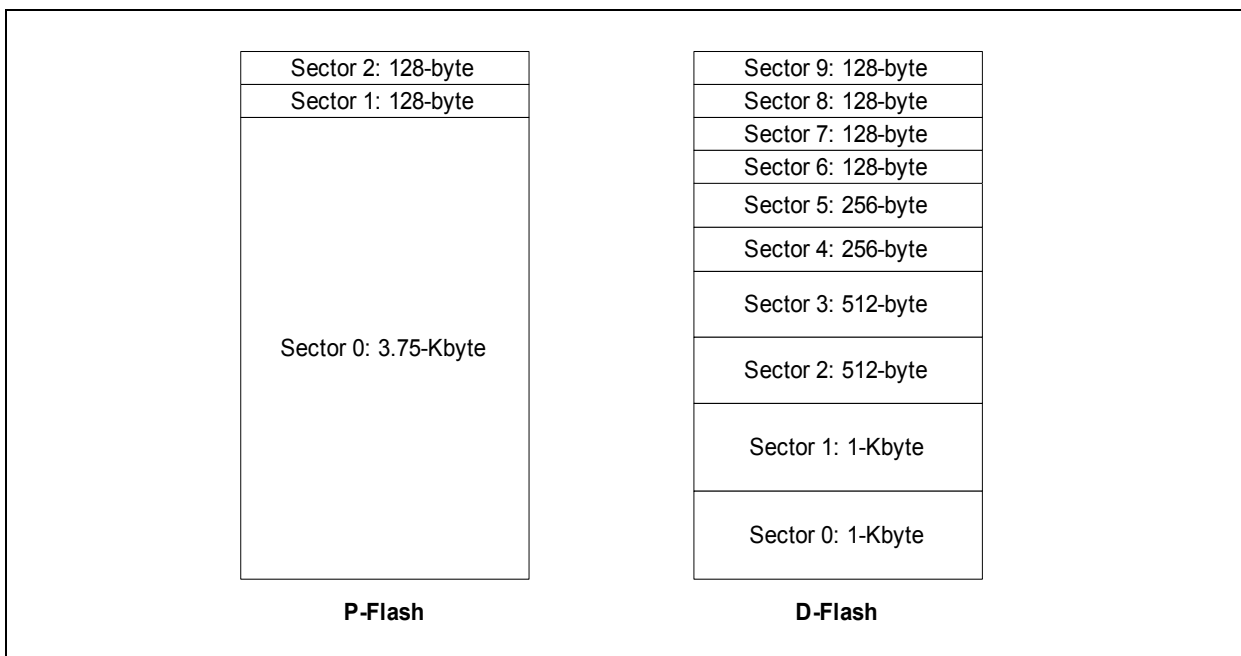 Sector 2: 128-byte
Sector 1: 128-byte
Sector 0: 3.75-Kbyte
P-Flash
Sector 9: 128-byte
Sector 8: 128-byte
Sector 7: 128-byte
Sector 6: 128-byte
Sector 5: 256-byte
Sector 4: 256-byte
Sector 3: 512-byte
Sector 2: 512-byte
Sector 1: 1-Kbyte
Sector 0: 1-Kbyte
D-Flash